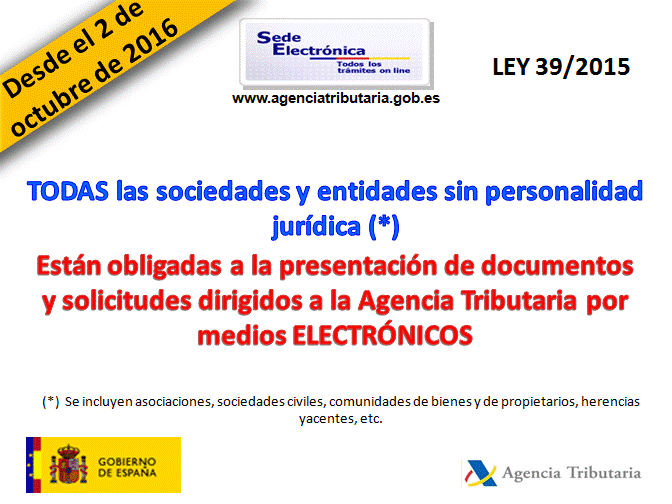 Desde el 2 de
octubre de 2016
Sede
Electrónica
Todos los
trámites on line
www.agenciatributaria.gob.es
LEY 39/2015
TODAS las sociedades y entidades sin personalidad
jurídica (*)
Están obligadas a la presentación de documentos
y solicitudes dirigidos a la Agencia Tributaria por
medios ELECTRÓNICOS
(*) Se incluyen asociaciones, sociedades civiles, comunidades de bienes y de propietarios, herencias
yacentes, etc.
GOBIERNO
DE ESPAÑA
Agencia Tributaria